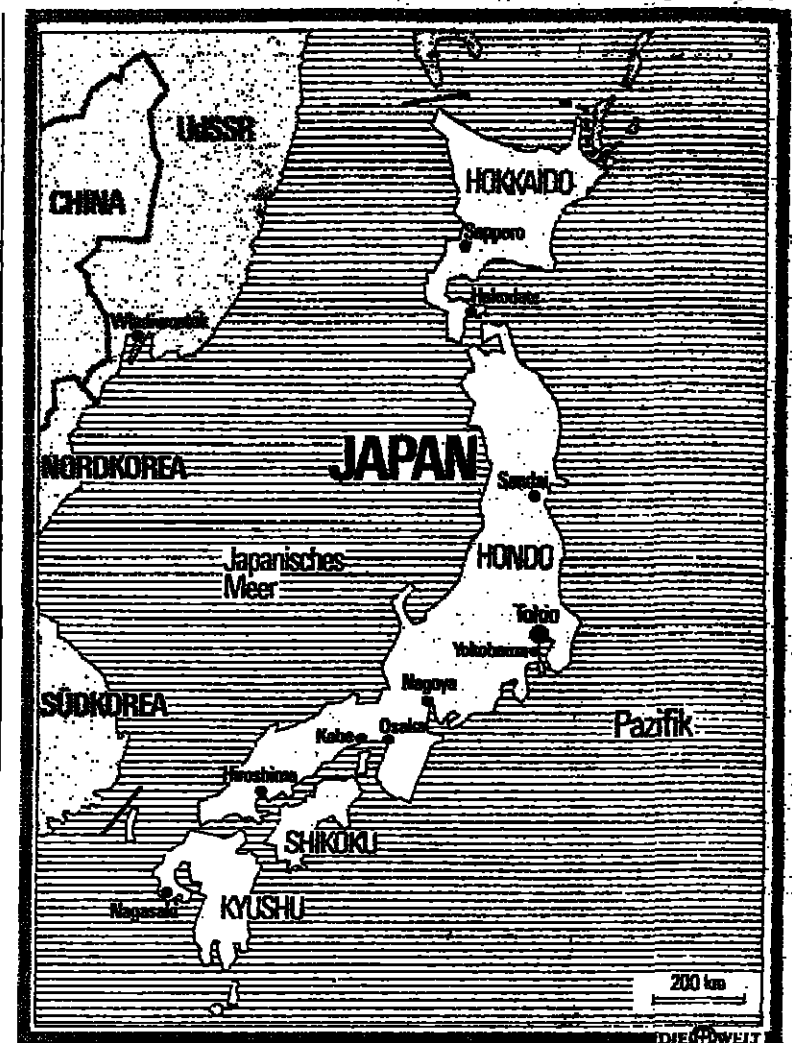 UdSSR
CHINA
HOKKAIDO
Sapporo
Hakodate
Wladiwostok
JAPAN
NORDKOREA
Sendai
Japanisches
Meer
HONDO
Tokio
Yokohama
Nagoya
SÜDKOREA
Pazifik
Kobe
Osaka
Hiroshima
SHIKOKU
Nagasaki
KYUSHU
200 km
DIE WELT